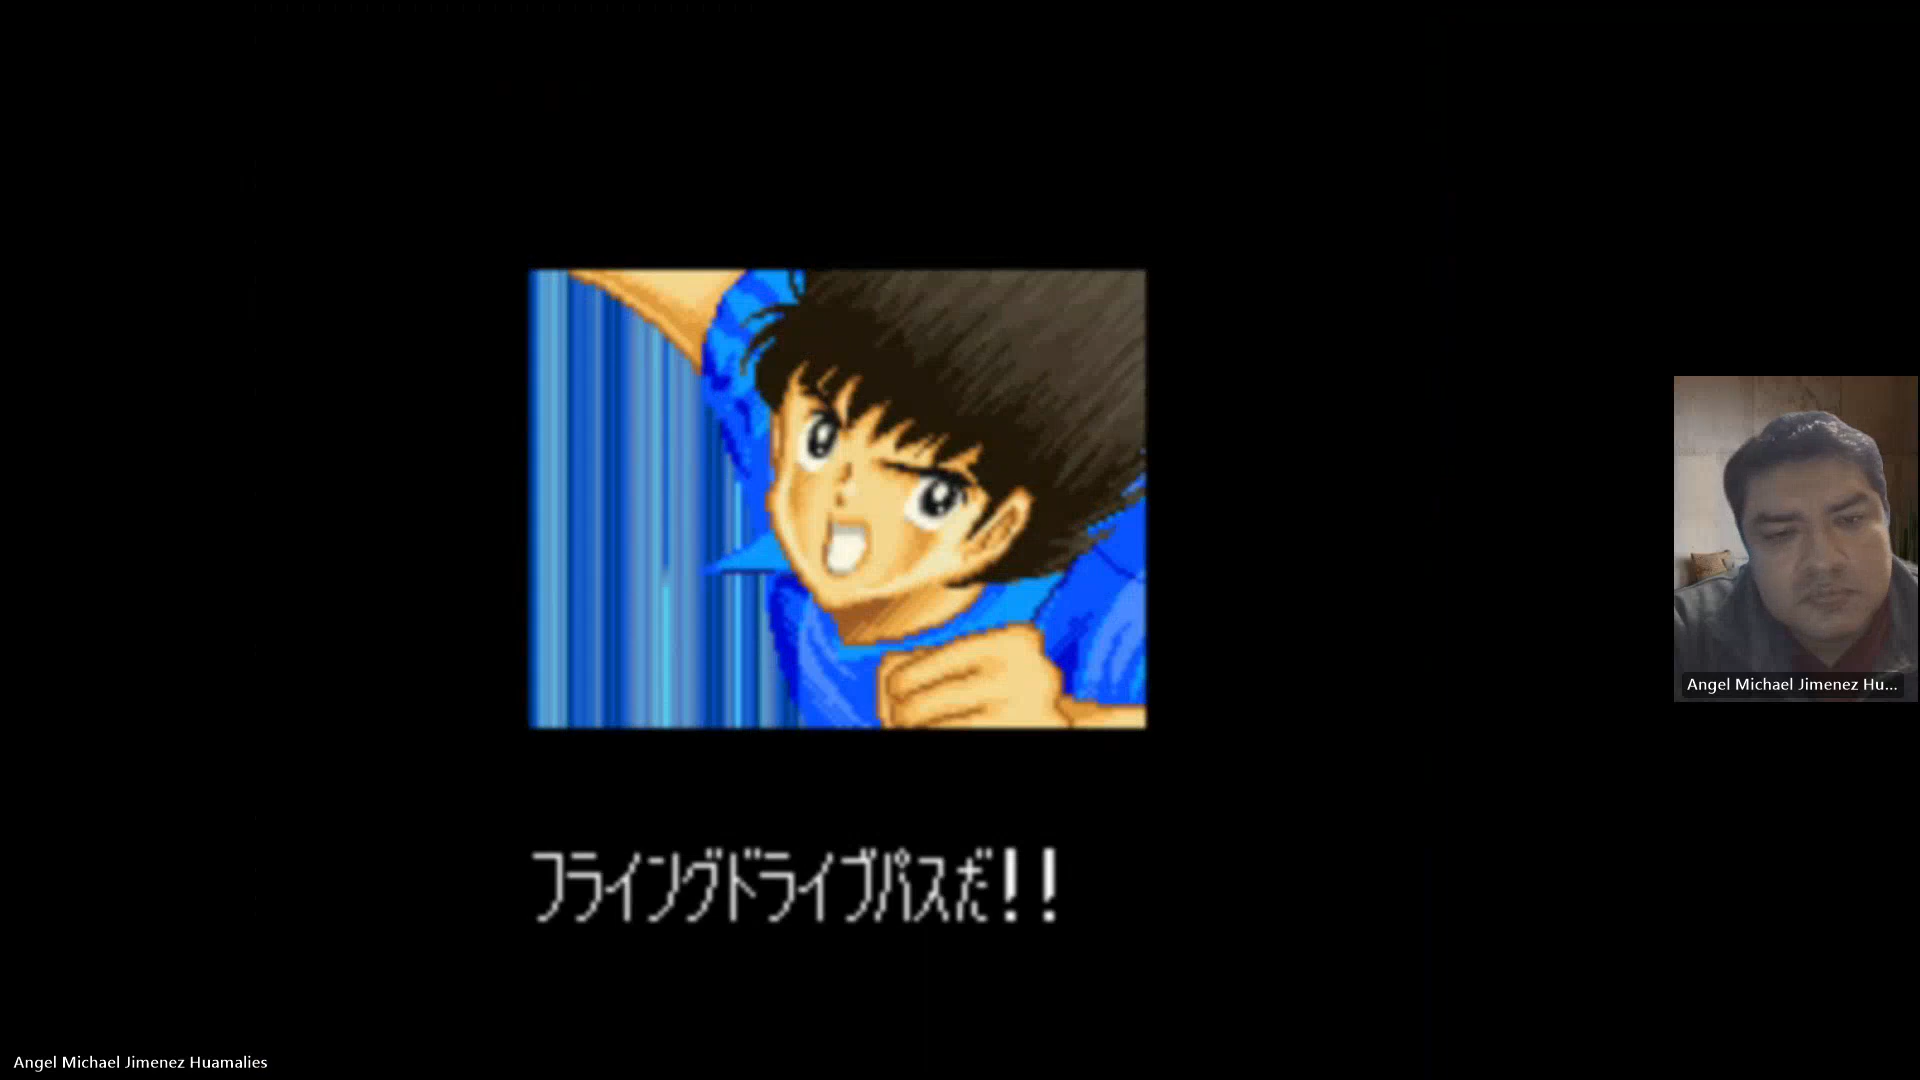 フライングドライブパスだ!!
Angel Michael Jimenez Hu...
Angel Michael Jimenez Huamalies